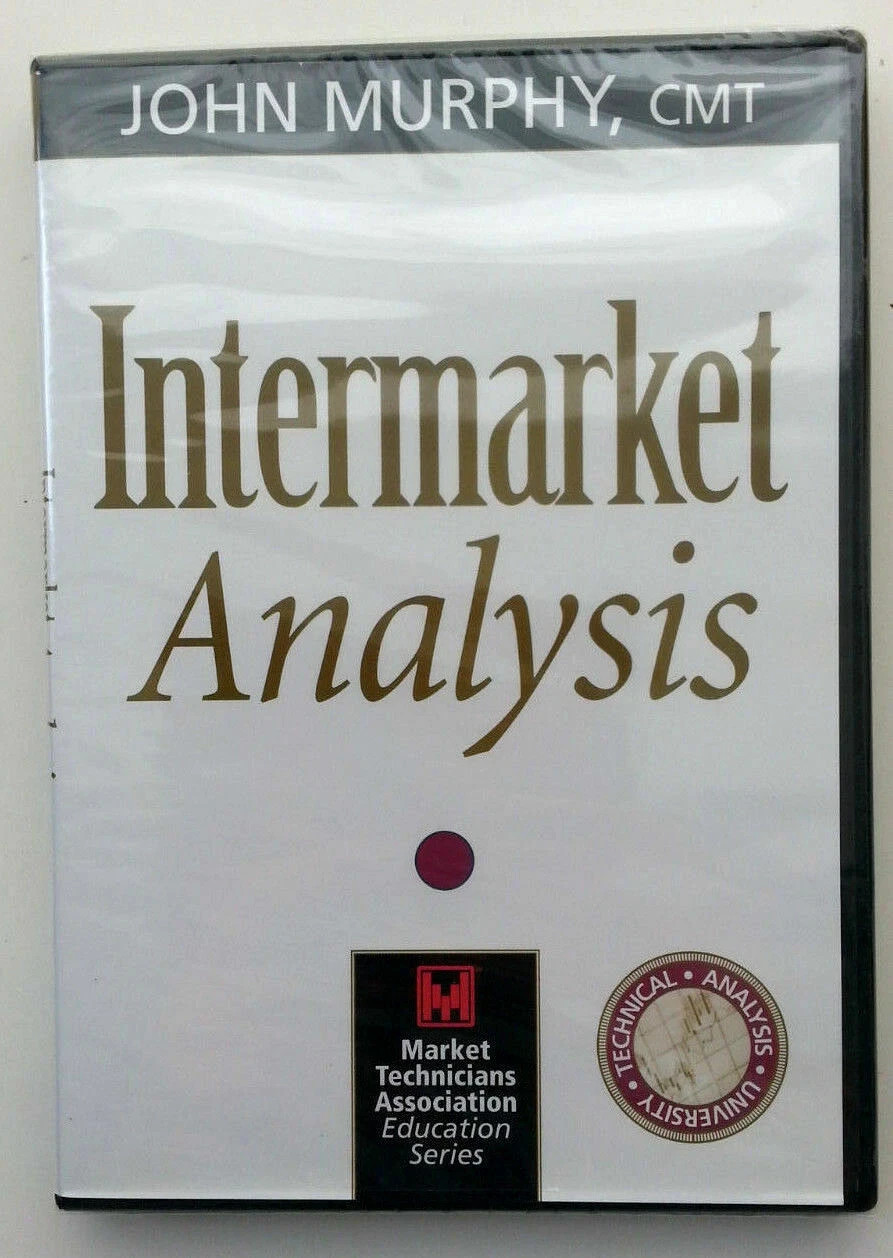 JOHN MURPHY, CMT
Intermarket
Analysis
Market
Technicians
Association
Education
Series
TECHNICAL • ANALYSIS • UNIVERSITY •